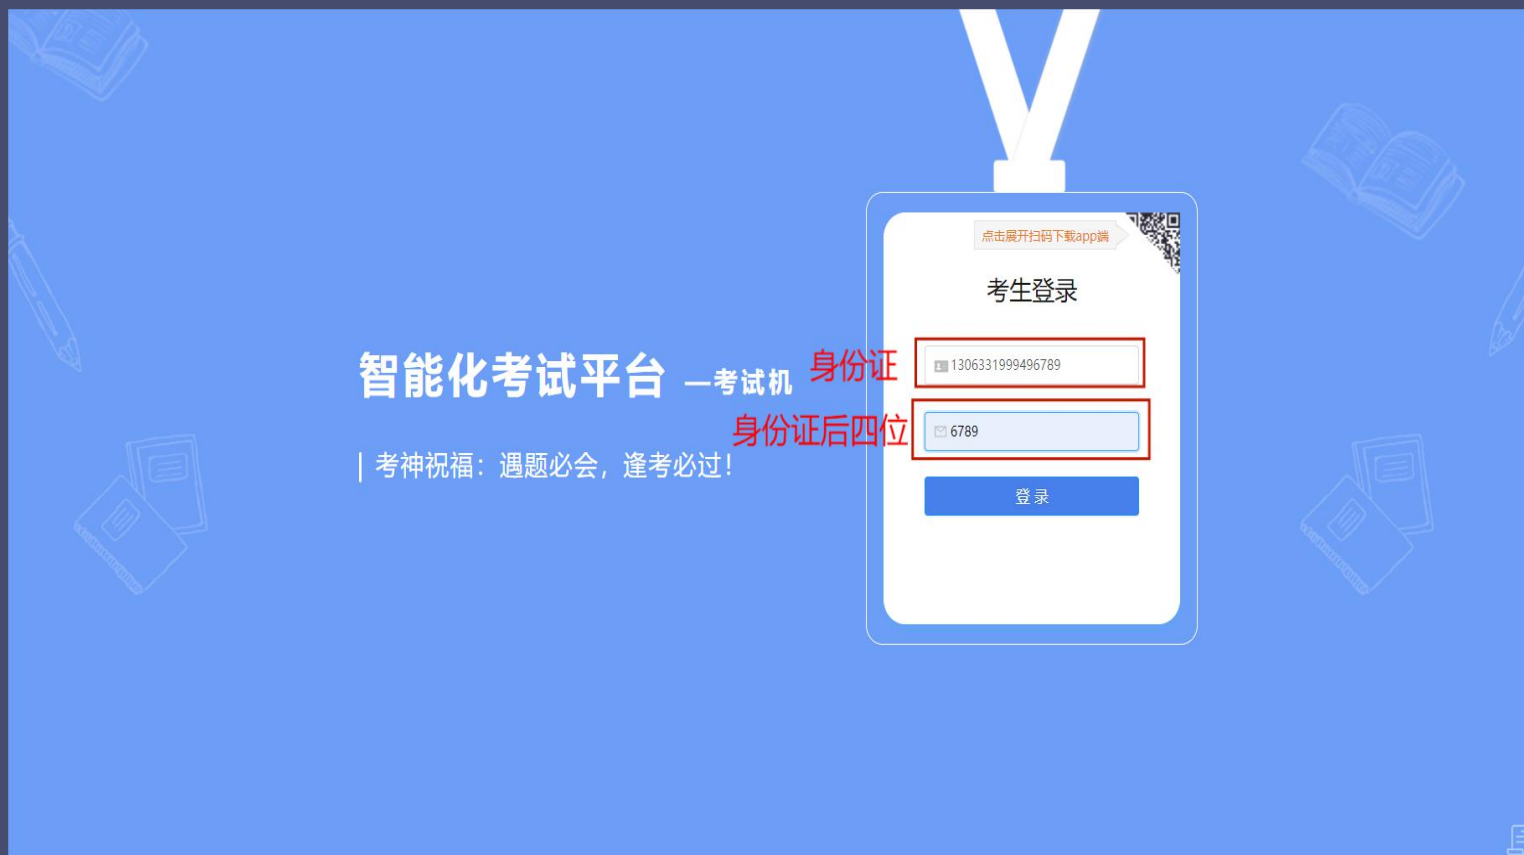 点击展开扫码下载app端
考生登录
智能化考试平台 —考试机
身份证
1306331999496789
身份证后四位
6789
考神祝福：遇题必会，逢考必过！
登录